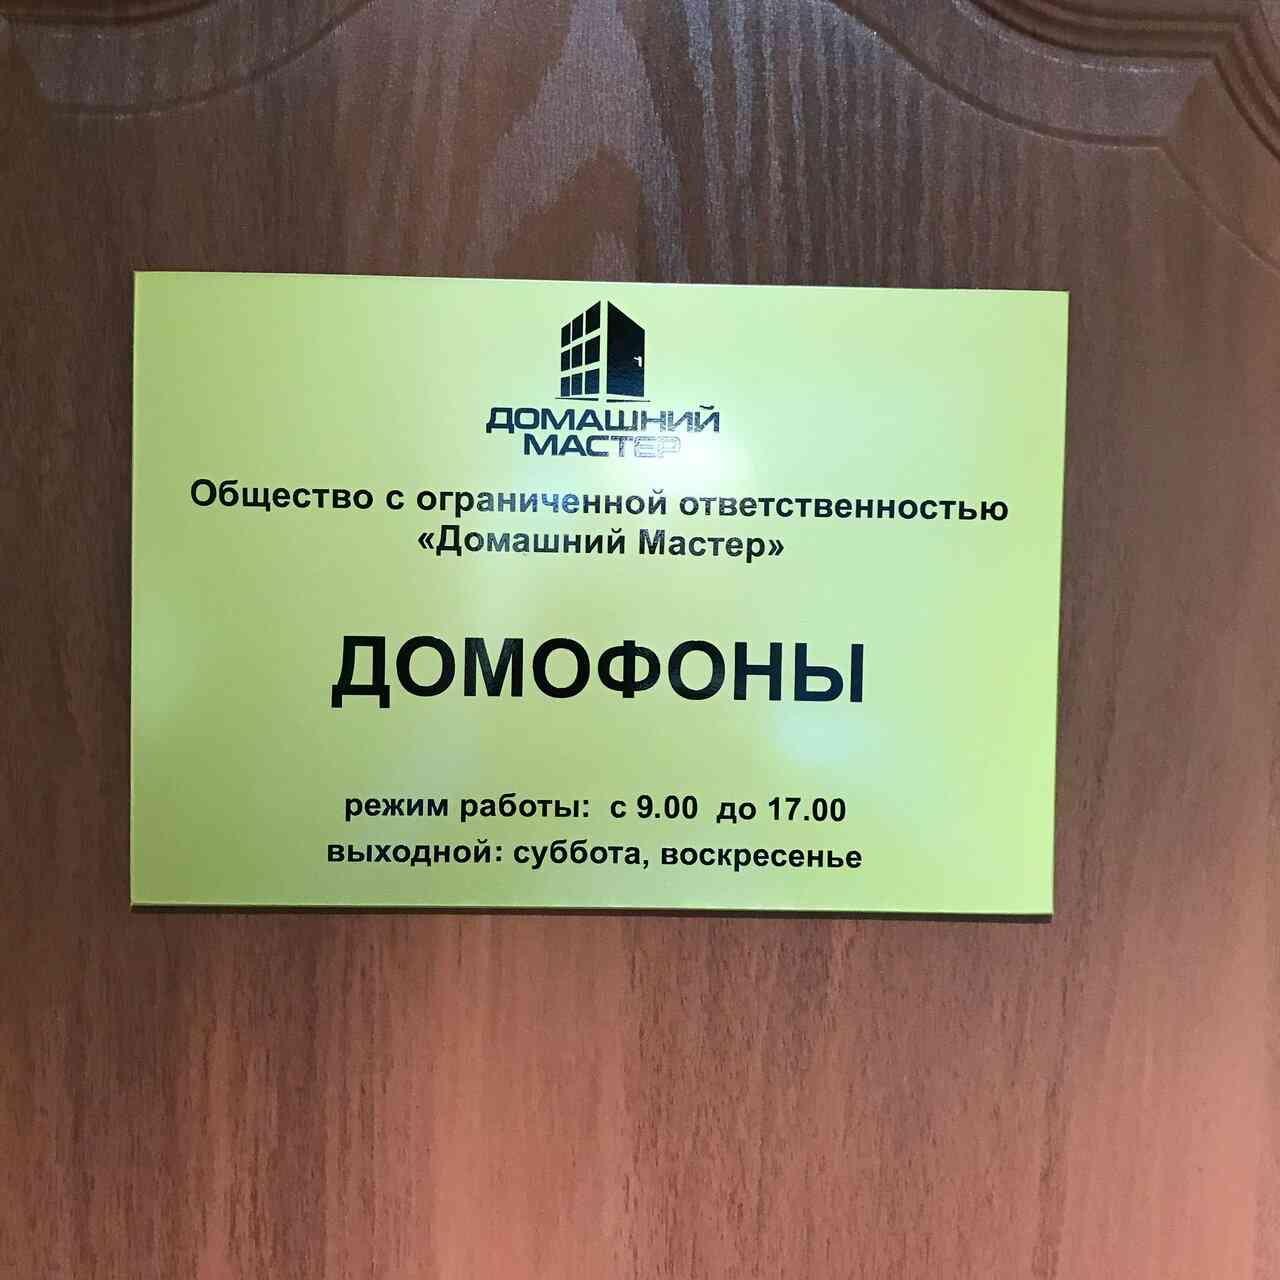 ДОМАШНИЙ
МАСТЕР
Общество с ограниченной ответственностью
«Домашний Мастер»
ДОМОФОНЫ
режим работы: с 9.00 до 17.00
выходной: суббота, воскресенье